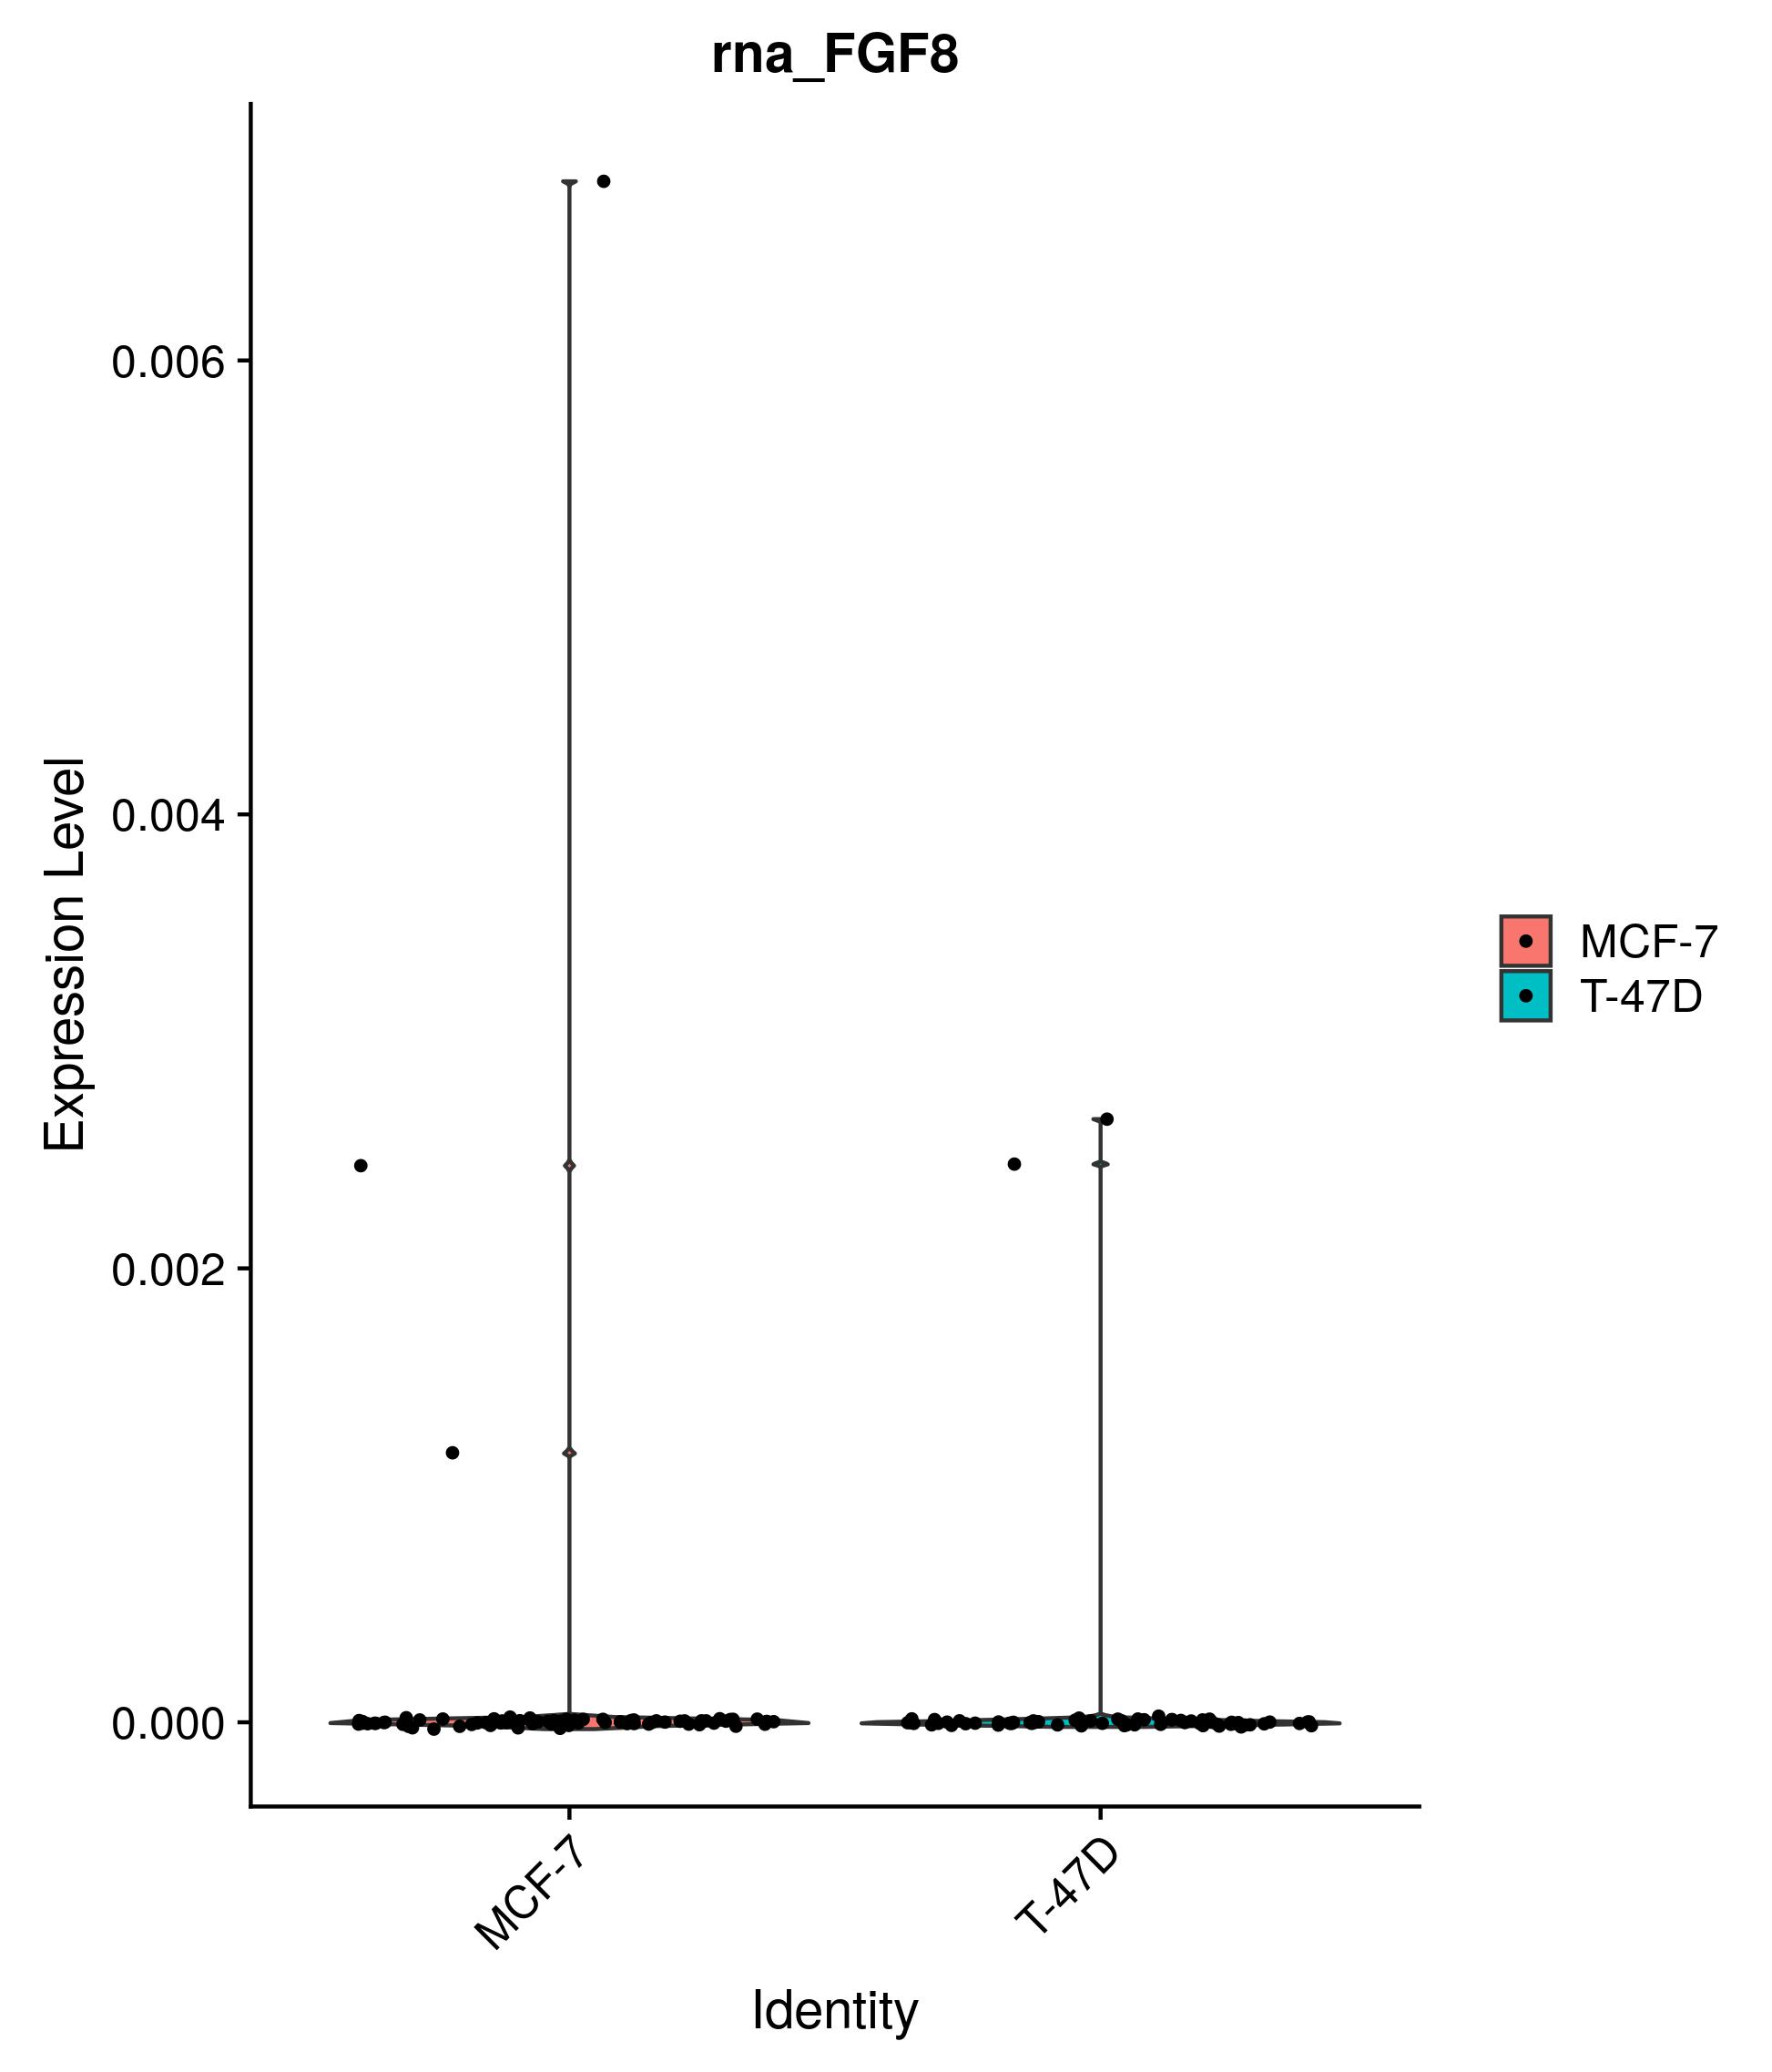 rna_FGF8
Expression Level
0.006
0.004
0.002
0.000
MCF-7
T-47D
Identity
MCF-7
T-47D